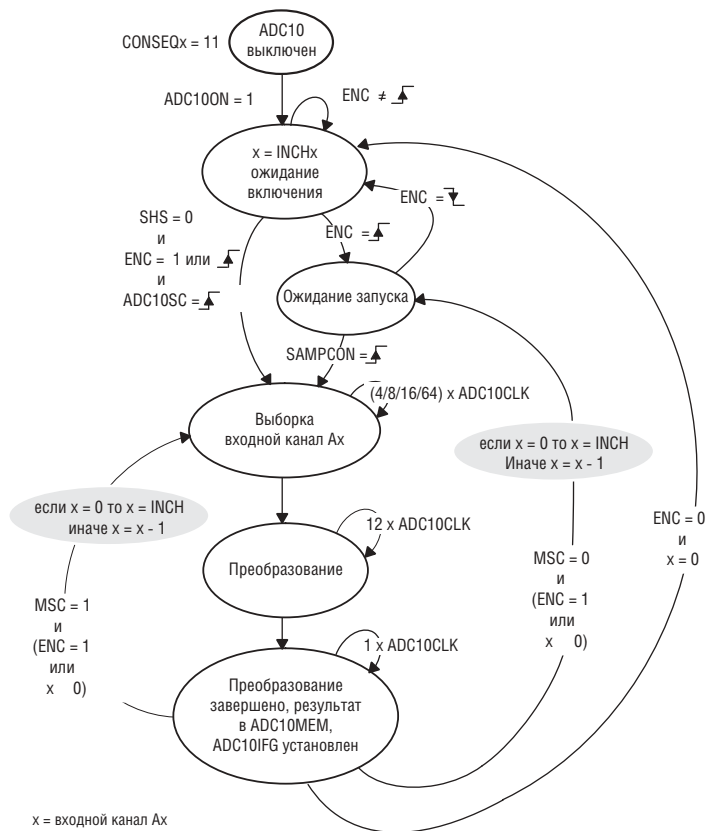 ADC10
выключен
CONSEQx = 11
ADC10ON = 1
ENC ≠
x = INCHx
ожидание
включения
ENC =
SHS = 0
и
ENC = 1 или
и
ADC10SC =
ENC =
Ожидание запуска
SAMPCON =
(4/8/16/64) x ADC10CLK
Выборка
входной канал Ax
если x = 0 то x = INCH
Иначе x = x - 1
если x = 0 то x = INCH
иначе x = x - 1
12 x ADC10CLK
Преобразование
ENC = 0
и
x = 0
MSC = 0
и
(ENC = 1
или
x 0)
MSC = 1
и
(ENC = 1
или
x 0)
1 x ADC10CLK
Преобразование
завершено, результат
в ADC10MEM,
ADC10IFG установлен
x = входной канал Ax